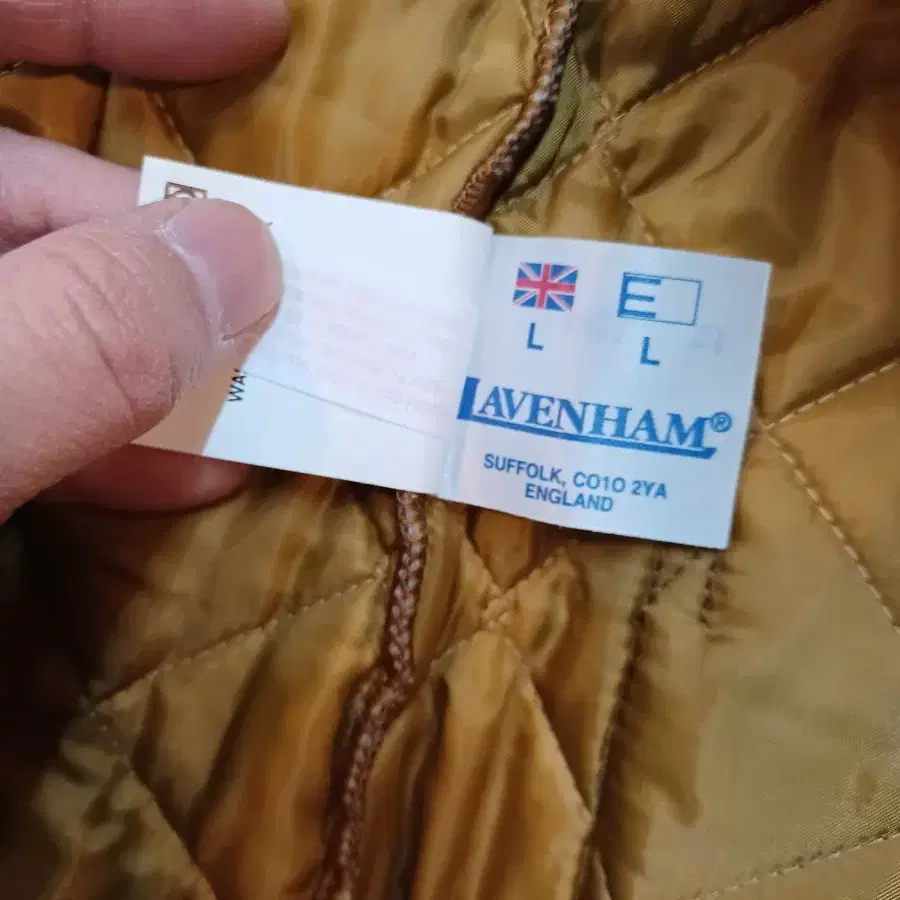 L
E
L
LAVENHAM®
SUFFOLK, CO10 2YA
ENGLAND